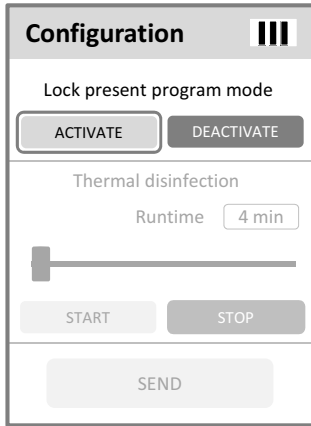 Configuration
Lock present program mode
ACTIVATE DEACTIVATE
Thermal disinfection
Runtime 4 min
START STOP
SEND